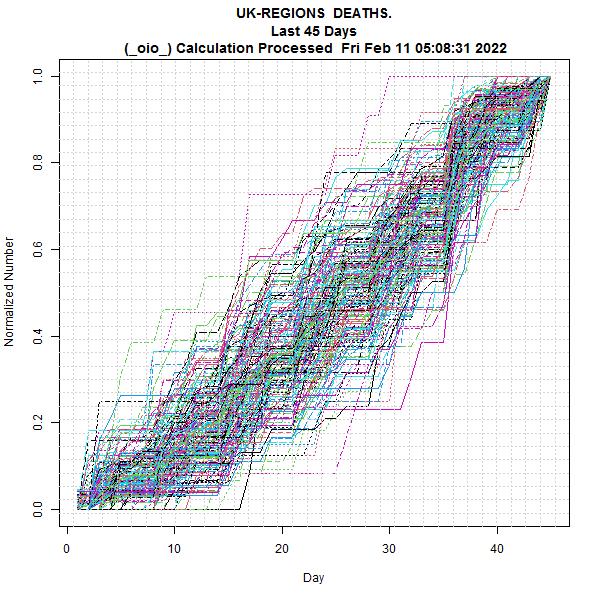 UK-REGIONS DEATHS.
Last 45 Days
(_oio_) Calculation Processed Fri Feb 11 05:08:31 2022
Normalized Number
1.0
0.8
0.6
0.4
0.2
0.0
0 10 20 30 40
Day